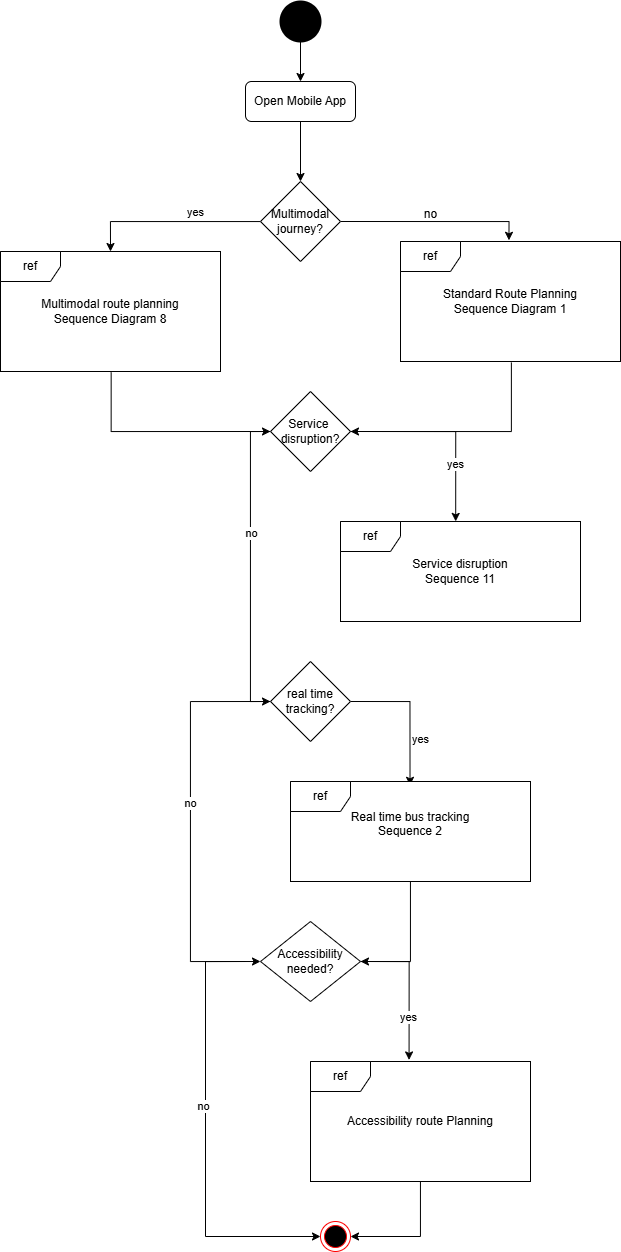 Open Mobile App
Multimodal
journey?
yes
no
ref
Multimodal route planning
Sequence Diagram 8
ref
Standard Route Planning
Sequence Diagram 1
Service
disruption?
yes
no
ref
Service disruption
Sequence 11
real time
tracking?
yes
no
ref
Real time bus tracking
Sequence 2
Accessibility
needed?
yes
no
ref
Accessibility route Planning